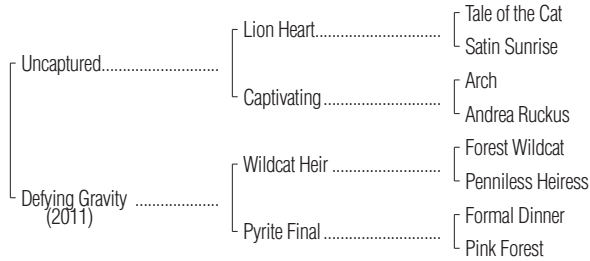 Tale of the Cat
Lion Heart
Satin Sunrise
Uncaptured
Arch
Captivating
Andrea Ruckus
Forest Wildcat
Wildcat Heir
Penniless Heiress
Defying Gravity
(2011)
Formal Dinner
Pyrite Final
Pink Forest